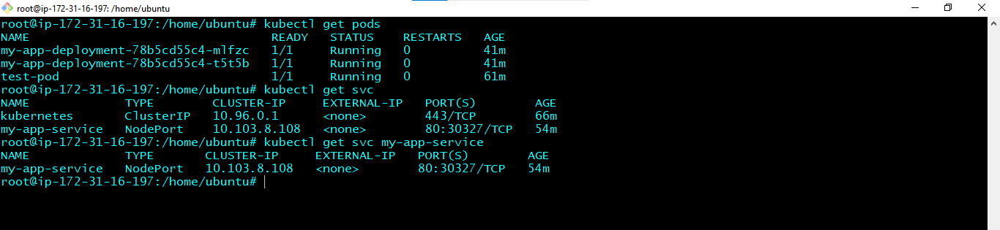 root@ip-172-31-16-197: /home/ubuntu
root@ip-172-31-16-197:/home/ubuntu# kubectl get pods
NAME                                 READY   STATUS    RESTARTS   AGE
my-app-deployment-78b5cd55c4-mlfzc   1/1     Running   0          41m
my-app-deployment-78b5cd55c4-t5t5b   1/1     Running   0          41m
test-pod                             1/1     Running   0          61m
root@ip-172-31-16-197:/home/ubuntu# kubectl get svc
NAME             TYPE        CLUSTER-IP     EXTERNAL-IP   PORT(S)        AGE
kubernetes       ClusterIP   10.96.0.1      <none>        443/TCP        66m
my-app-service   NodePort    10.103.8.108   <none>        80:30327/TCP   54m
root@ip-172-31-16-197:/home/ubuntu# kubectl get svc my-app-service
NAME             TYPE       CLUSTER-IP     EXTERNAL-IP   PORT(S)        AGE
my-app-service   NodePort   10.103.8.108   <none>        80:30327/TCP   54m
root@ip-172-31-16-197:/home/ubuntu#